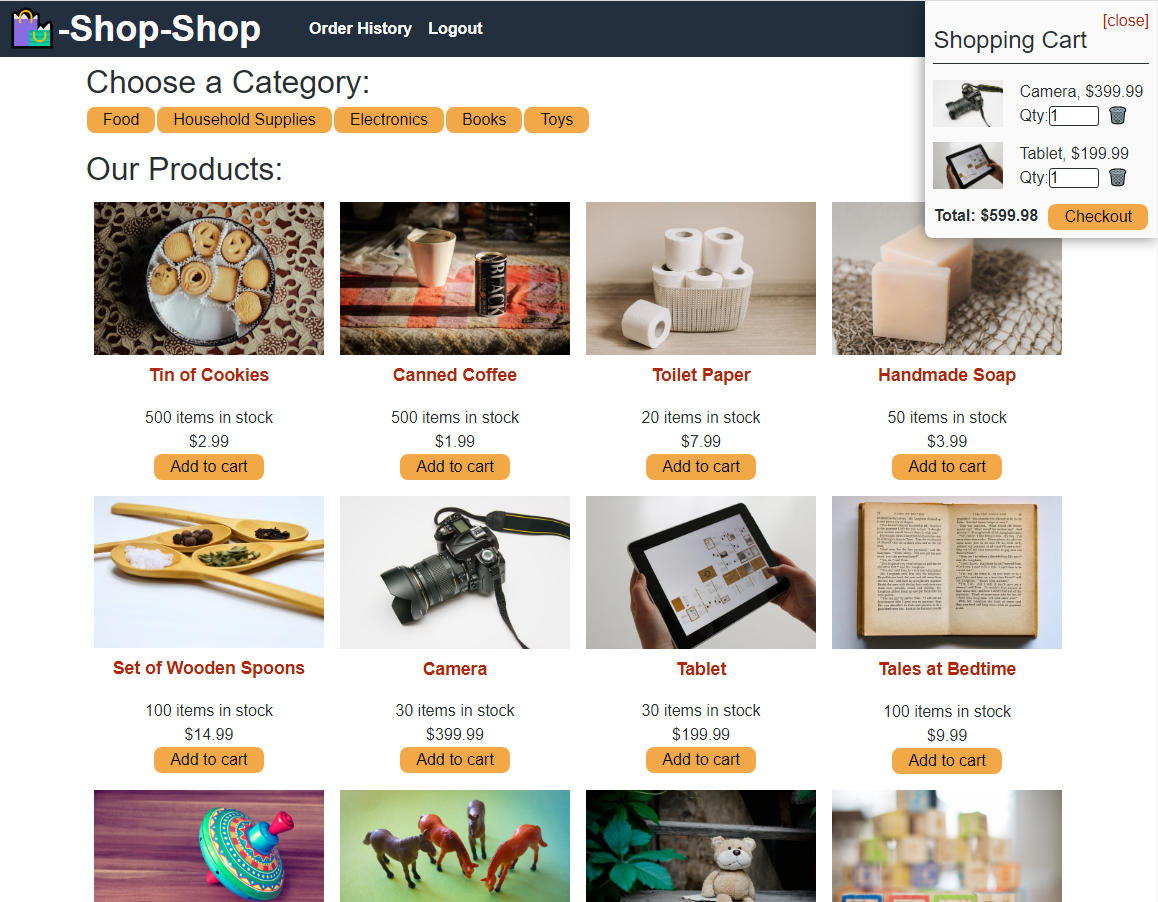 -Shop-Shop
Order History Logout
[close]
Shopping Cart
Camera, $399.99
Qty: 1
Tablet, $199.99
Qty: 1
Total: $599.98 Checkout
Choose a Category:
Food Household Supplies Electronics Books Toys
Our Products:
BLACK
Tin of Cookies Canned Coffee Toilet Paper Handmade Soap
500 items in stock 500 items in stock 20 items in stock 50 items in stock
$2.99 $1.99 $7.99 $3.99
Add to cart Add to cart Add to cart Add to cart
Set of Wooden Spoons Camera Tablet Tales at Bedtime
100 items in stock 30 items in stock 30 items in stock 100 items in stock
$14.99 $399.99 $199.99 $9.99
Add to cart Add to cart Add to cart Add to cart